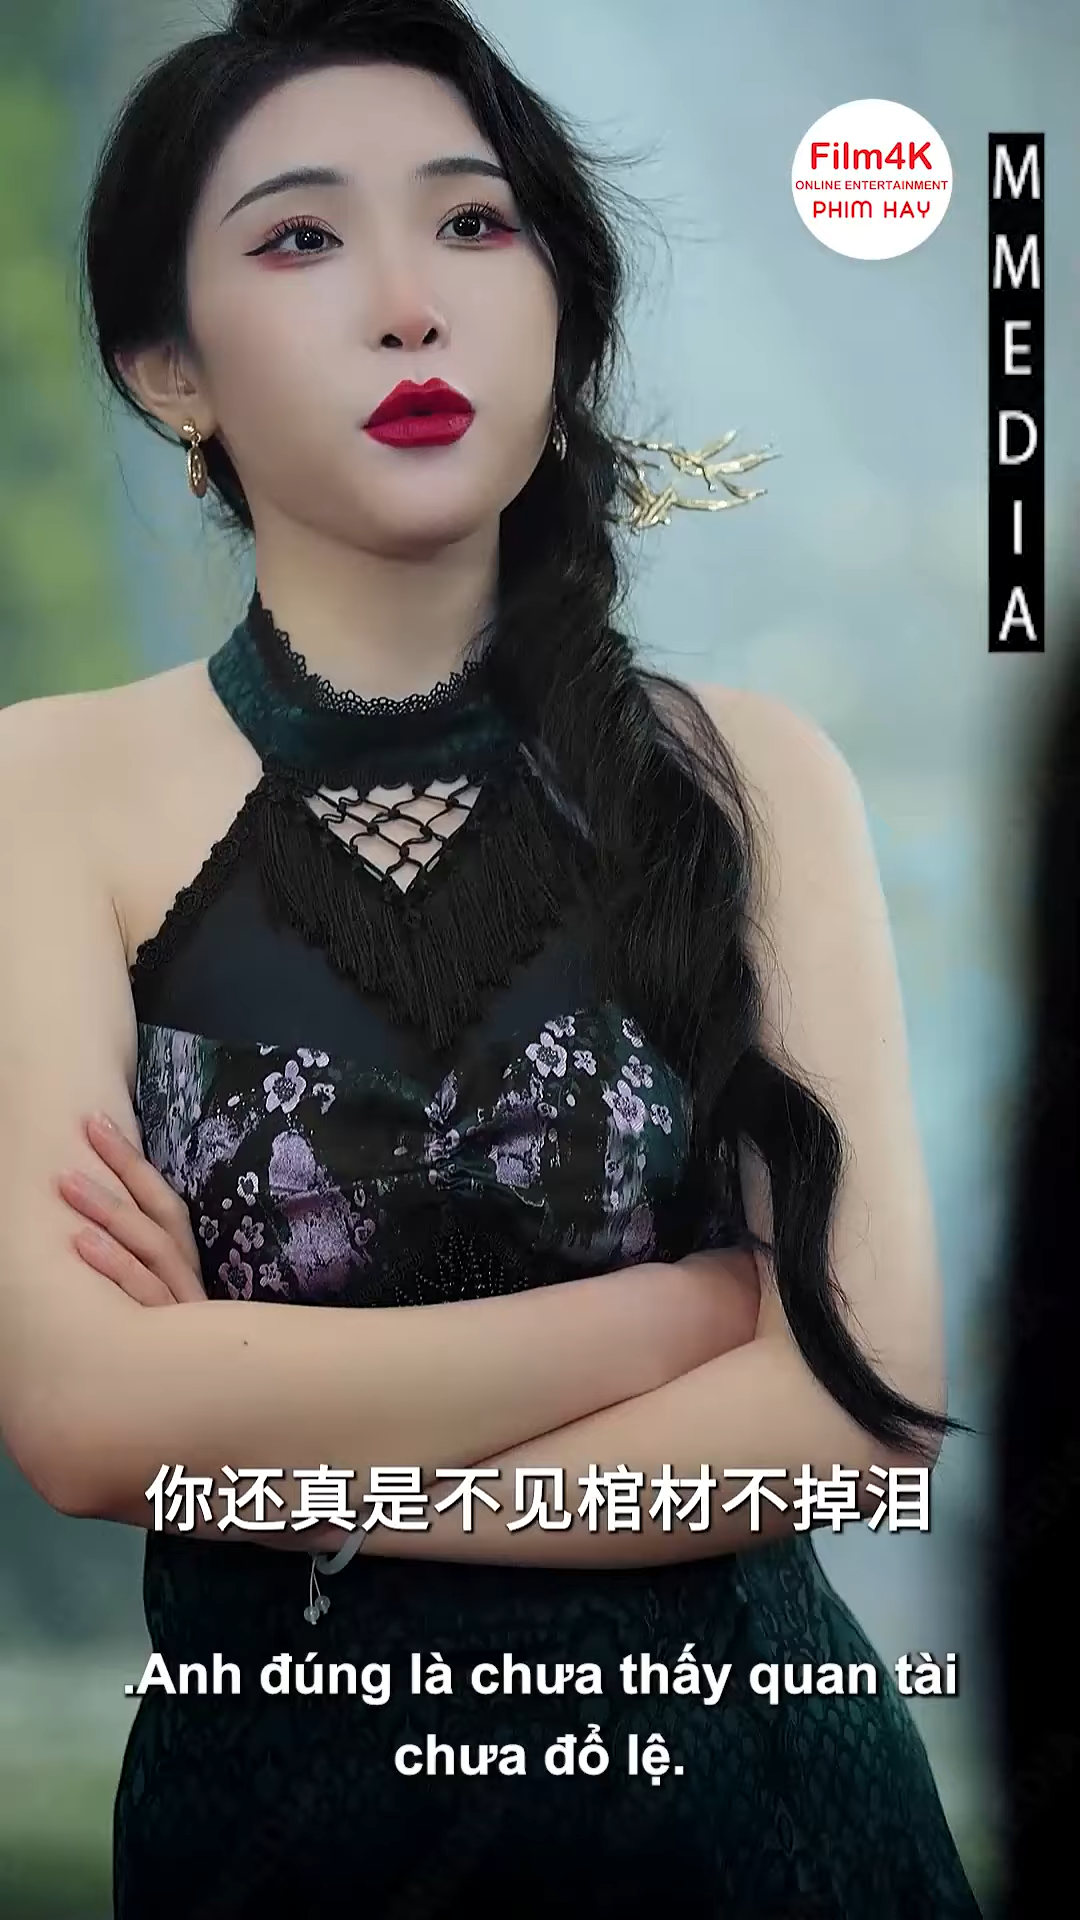 Film4K
ONLINE ENTERTAINMENT
PHIM HAY
MMEDIA
你还真是不见棺材不掉泪
.Anh đúng là chưa thấy quan tài
chưa đổ lệ.